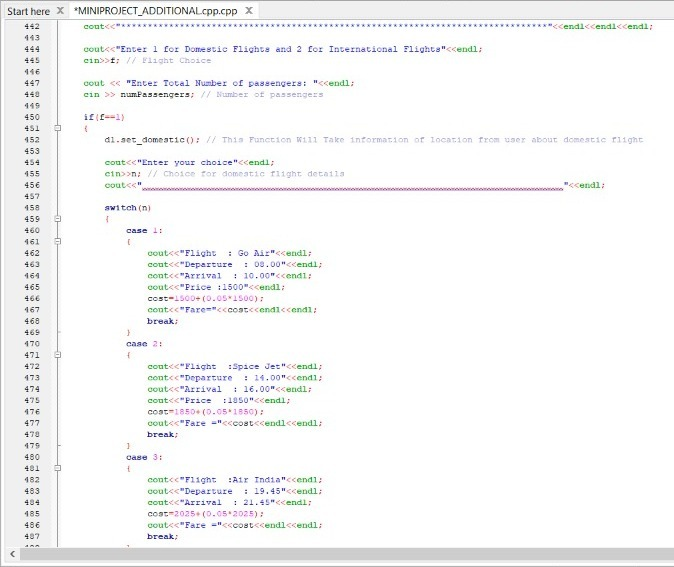 Start here X *MINIPROJECT_ADDITIONAL.cpp.cpp X
442 cout<<"*********************************************************************************"<<endl<<endl<<endl;
443
444 cout<<"Enter 1 for Domestic Flights and 2 for International Flights"<<endl;
445 cin>>f; // Flight Choice
446
447 cout << "Enter Total Number of passengers: "<<endl;
448 cin >> numPassengers; // Number of passengers
449
450 if(f==1)
451 {
452 dl.set_domestic(); // This Function Will Take information of location from user about domestic flight
453
454 cout<<"Enter your choice"<<endl;
455 cin>>n; // Choice for domestic flight details
456 cout<<"________________________________________________________________________________"<<endl;
457
458 switch(n)
459 {
460 case 1:
461 {
462 cout<<"Flight : Go Air"<<endl;
463 cout<<"Departure : 08.00"<<endl;
464 cout<<"Arrival : 10.00"<<endl;
465 cout<<"Price :1500"<<endl;
466 cost=1500+(0.05*1500);
467 cout<<"Fare="<<cost<<endl<<endl;
468 break;
469 }
470 case 2:
471 {
472 cout<<"Flight :Spice Jet"<<endl;
473 cout<<"Departure : 14.00"<<endl;
474 cout<<"Arrival : 16.00"<<endl;
475 cout<<"Price :1850"<<endl;
476 cost=1850+(0.05*1850);
477 cout<<"Fare ="<<cost<<endl<<endl;
478 break;
479 }
480 case 3:
481 {
482 cout<<"Flight :Air India"<<endl;
483 cout<<"Departure : 19.45"<<endl;
484 cout<<"Arrival : 21.45"<<endl;
485 cost=2025+(0.05*2025);
486 cout<<"Fare ="<<cost<<endl<<endl;
487 break;